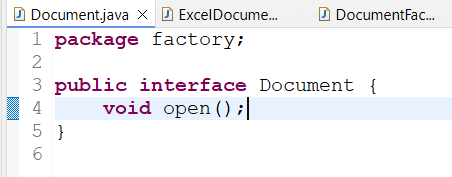 Document.java
ExcelDocume...
DocumentFac...
1 package factory;
2
3 public interface Document {
4     void open();
5 }
6